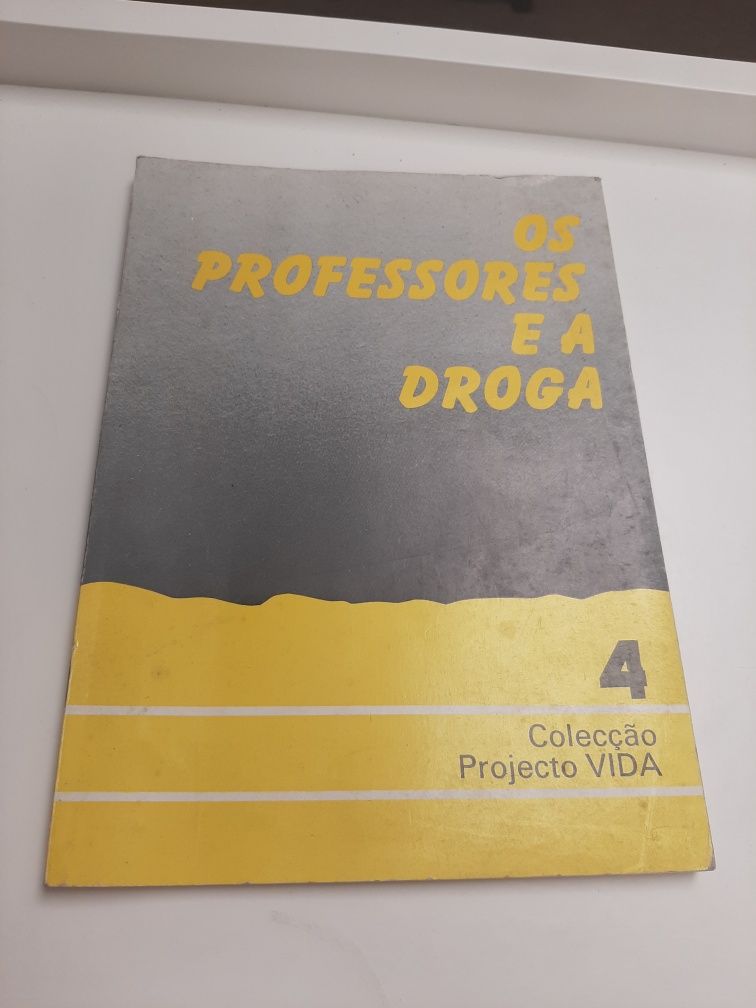 OS
PROFESSORES
E A
DROGA
4
Colecção
Projecto VIDA